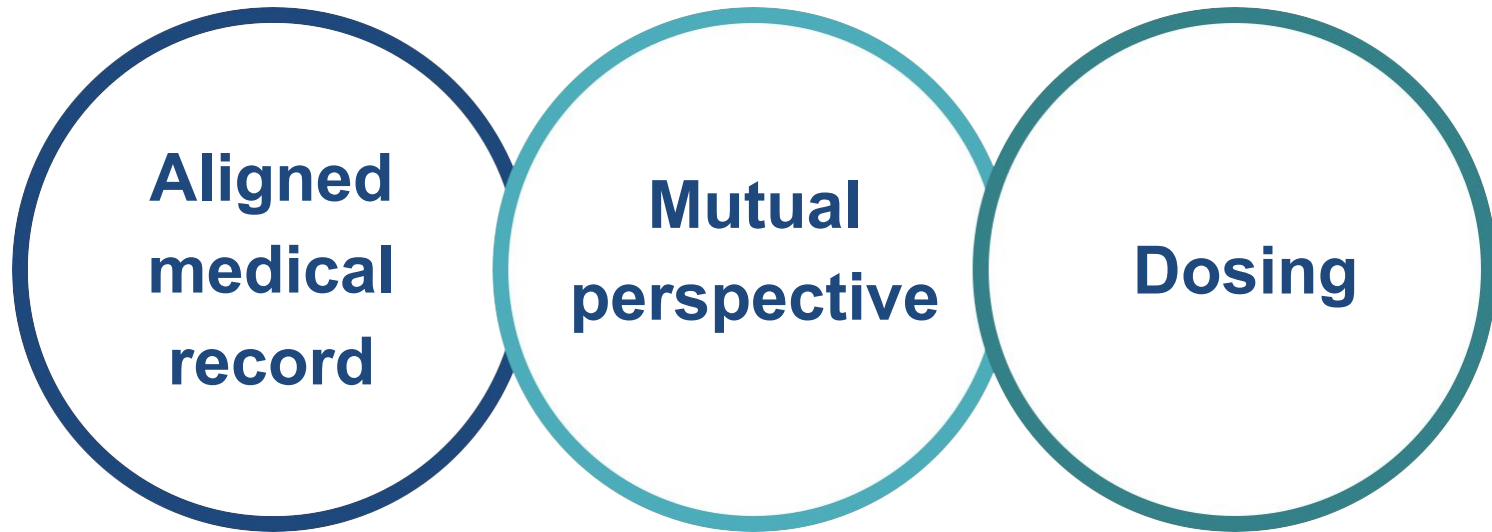 Aligned
medical
record
Mutual
perspective
Dosing